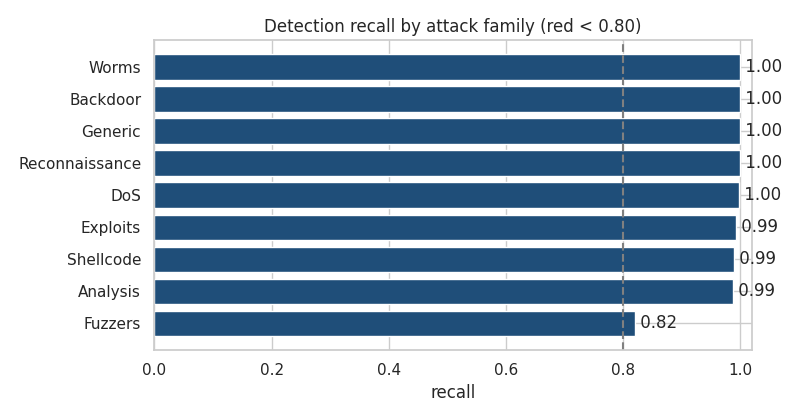 Detection recall by attack family (red < 0.80)
Worms 1.00
Backdoor 1.00
Generic 1.00
Reconnaissance 1.00
DoS 1.00
Exploits 0.99
Shellcode 0.99
Analysis 0.99
Fuzzers 0.82
0.0 0.2 0.4 0.6 0.8 1.0
recall